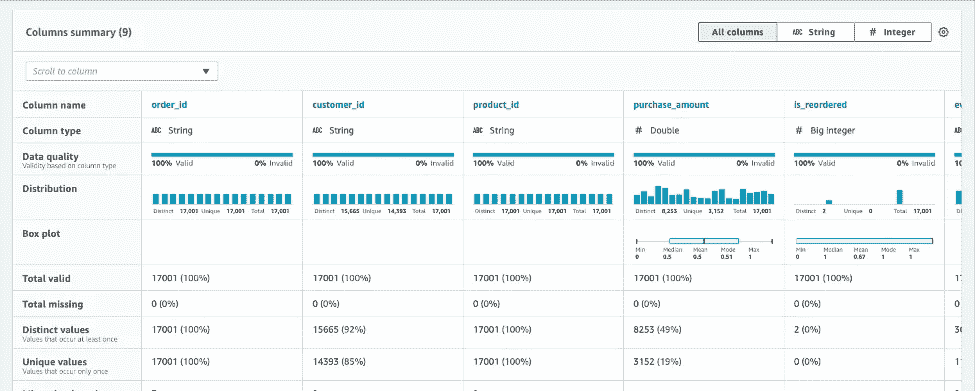 Columns summary (9)
All columns
ABC String
# Integer
Scroll to column
Column name order_id customer_id product_id purchase_amount is_reordered
Column type ABC String ABC String ABC String # Double # Big integer
Data quality
Validity based on column type
100% Valid 0% Invalid 100% Valid 0% Invalid 100% Valid 0% Invalid 100% Valid 0% Invalid 100% Valid 0% Invalid
Distribution
Distinct 17,001 Unique 17,001 Total 17,001 Distinct 15,665 Unique 14,393 Total 17,001 Distinct 17,001 Unique 17,001 Total 17,001 Distinct 8,253 Unique 3,152 Total 17,001 Distinct 2 Unique 0 Total 17,001
Box plot
Min Median Mean Mode Max Min Median Mean Mode Max
0 0.5 0.5 0.51 1 0 1 0.67 1 1
Total valid 17001 (100%) 17001 (100%) 17001 (100%) 17001 (100%) 17001 (100%)
Total missing 0 (0%) 0 (0%) 0 (0%) 0 (0%) 0 (0%)
Distinct values 17001 (100%) 15665 (92%) 17001 (100%) 8253 (49%) 2 (0%)
Values that occur at least once
Unique values 17001 (100%) 14393 (85%) 17001 (100%) 3152 (19%) 0 (0%)
Values that occur only once